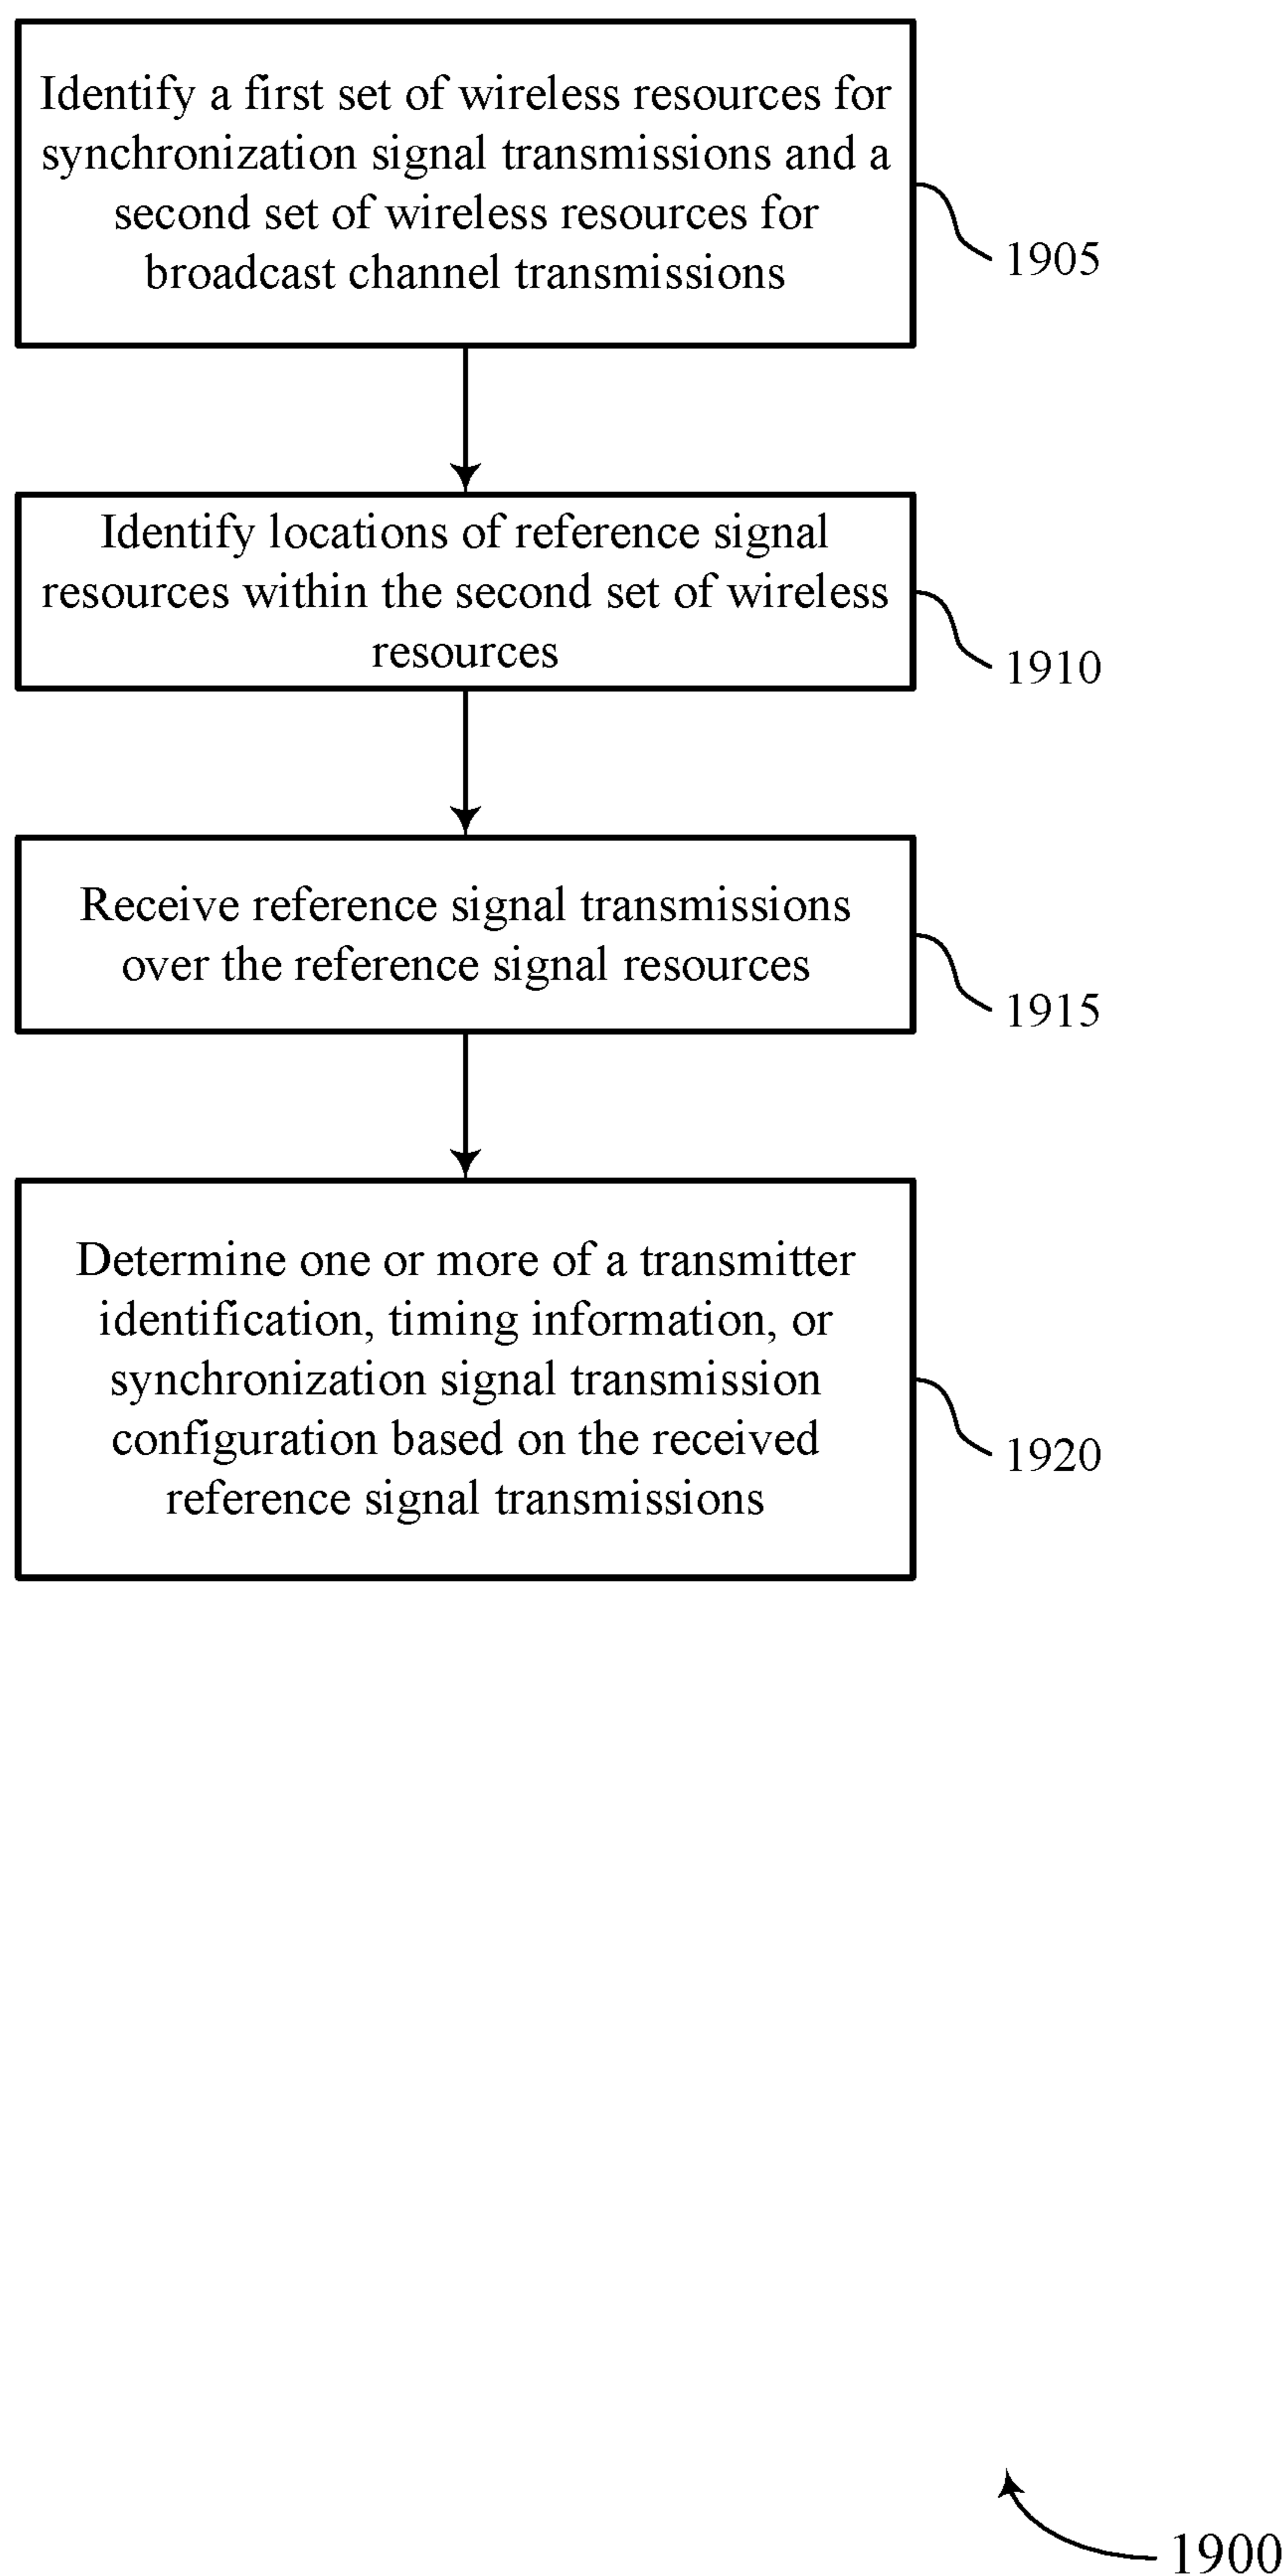 Identify a first set of wireless resources for
synchronization signal transmissions and a
second set of wireless resources for
broadcast channel transmissions
1905
Identify locations of reference signal
resources within the second set of wireless
resources
1910
Receive reference signal transmissions
over the reference signal resources
1915
Determine one or more of a transmitter
identification, timing information, or
synchronization signal transmission
configuration based on the received
reference signal transmissions
1920
1900